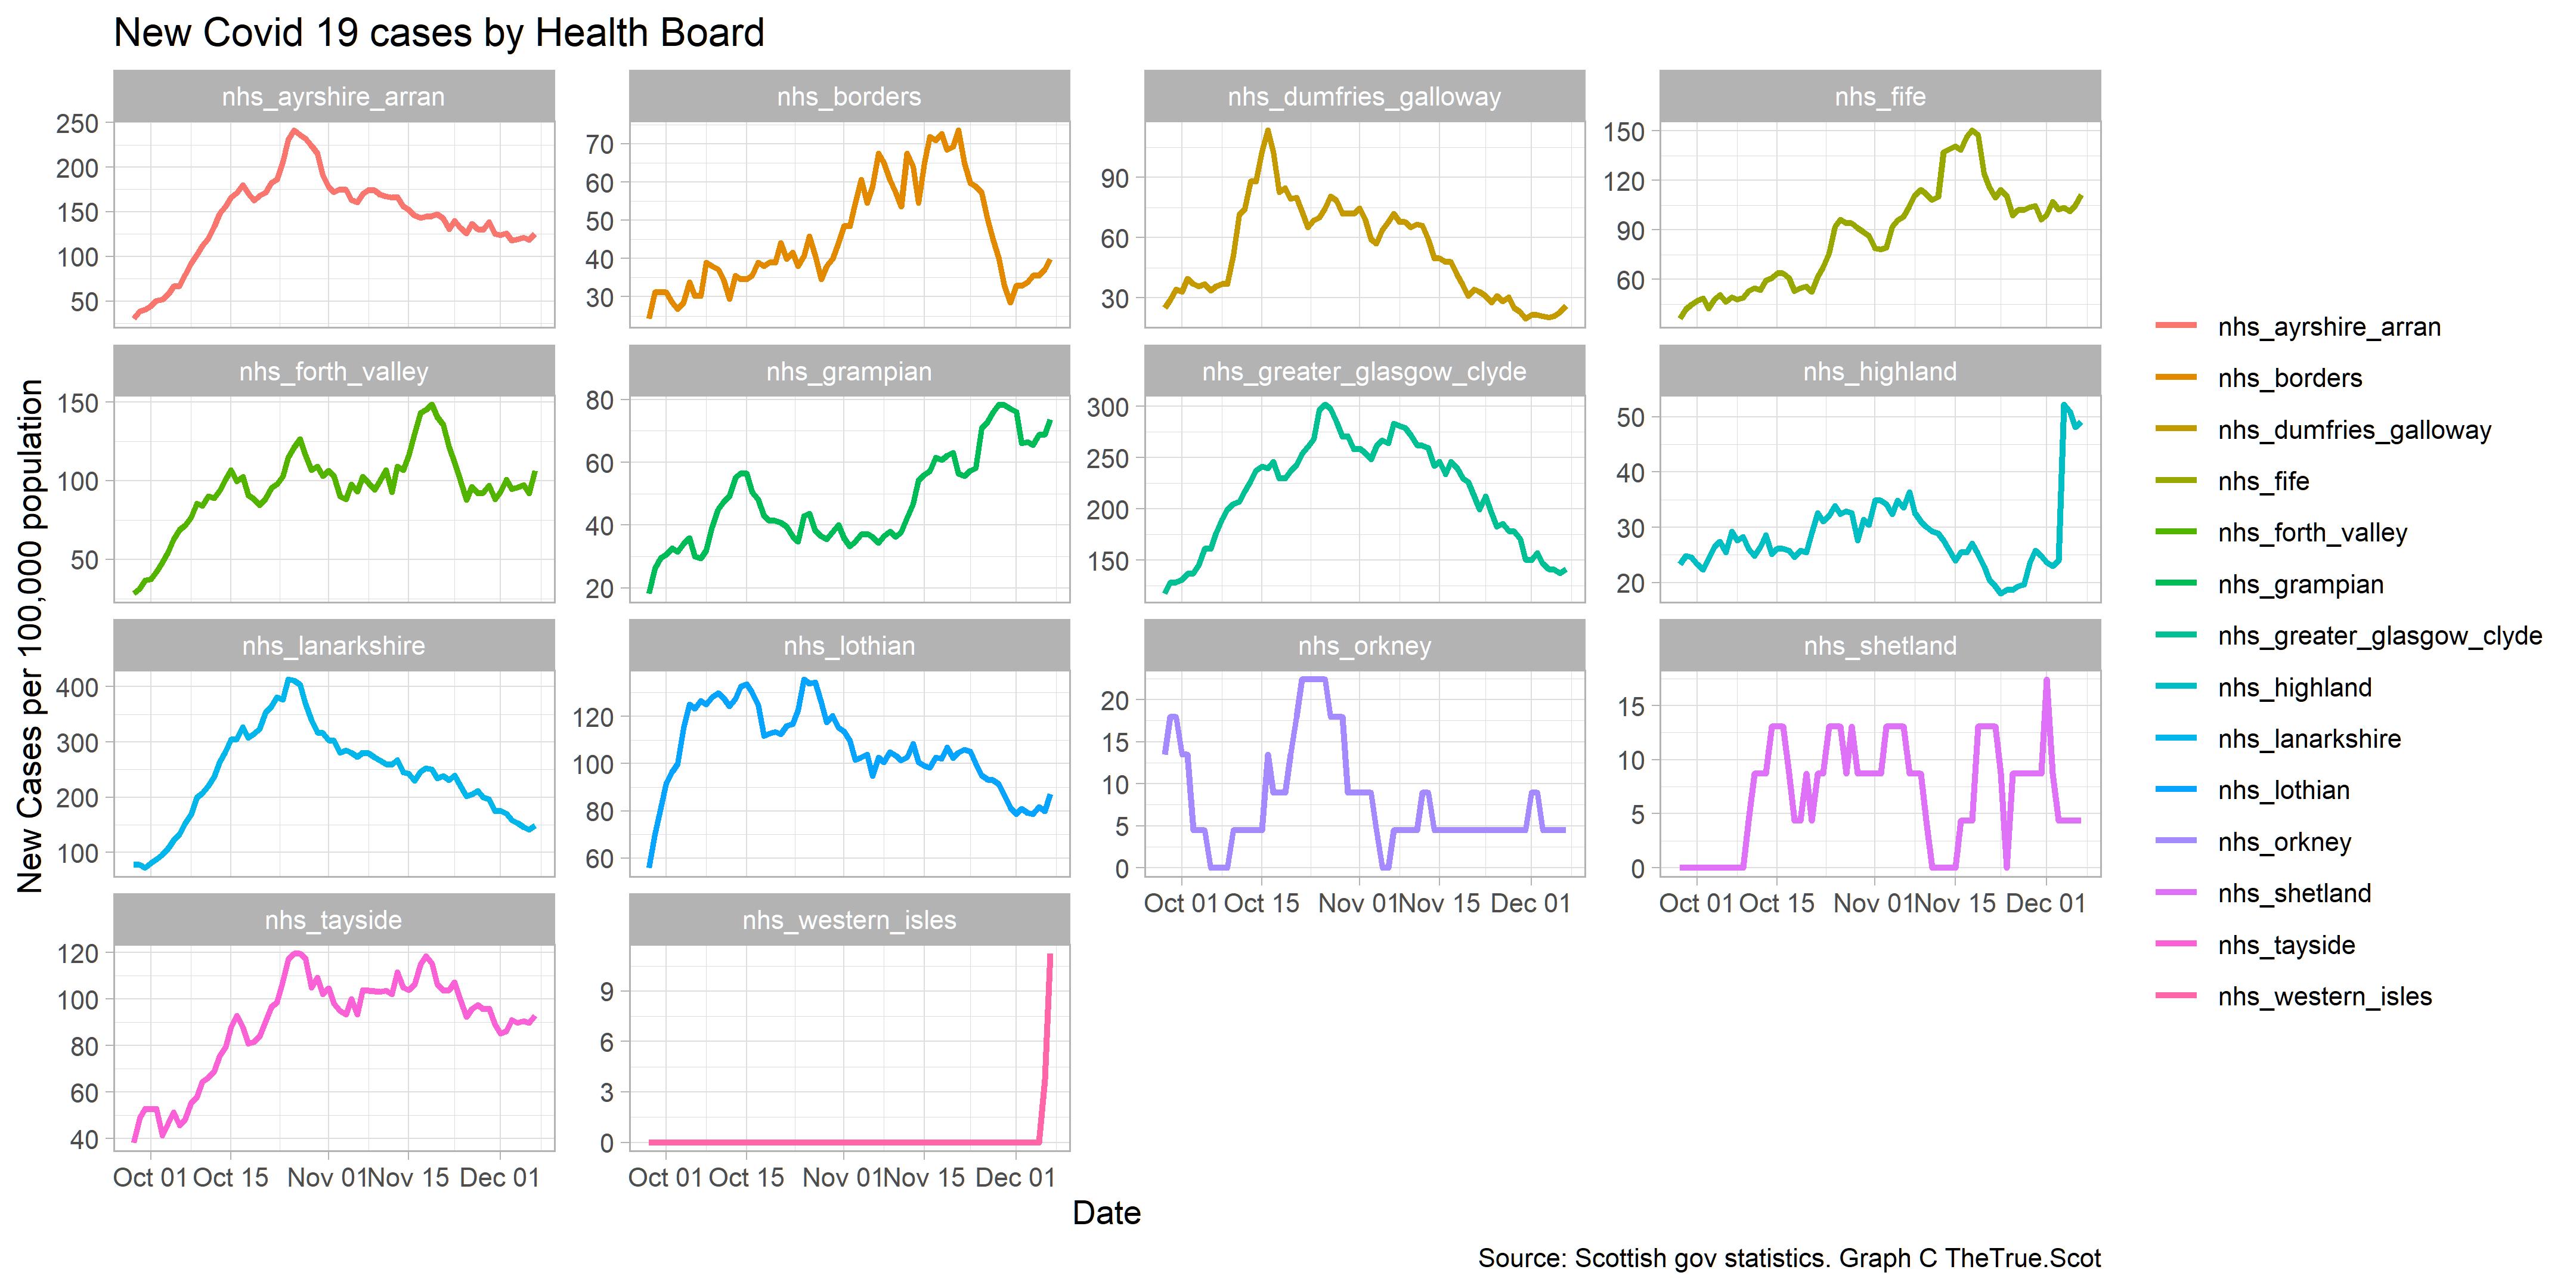 New Covid 19 cases by Health Board
New Cases per 100,000 population
nhs_ayrshire_arran
250
200
150
100
50
nhs_borders
70
60
50
40
30
nhs_dumfries_galloway
90
60
30
nhs_fife
150
120
90
60
nhs_forth_valley
150
100
50
nhs_grampian
80
60
40
20
nhs_greater_glasgow_clyde
300
250
200
150
nhs_highland
50
40
30
20
nhs_lanarkshire
400
300
200
100
nhs_lothian
120
100
80
60
nhs_orkney
20
15
10
5
0
Oct 01 Oct 15 Nov 01 Nov 15 Dec 01
nhs_shetland
15
10
5
0
Oct 01 Oct 15 Nov 01 Nov 15 Dec 01
nhs_tayside
120
100
80
60
40
Oct 01 Oct 15 Nov 01 Nov 15 Dec 01
nhs_western_isles
9
6
3
0
Oct 01 Oct 15 Nov 01 Nov 15 Dec 01
Date
nhs_ayrshire_arran
nhs_borders
nhs_dumfries_galloway
nhs_fife
nhs_forth_valley
nhs_grampian
nhs_greater_glasgow_clyde
nhs_highland
nhs_lanarkshire
nhs_lothian
nhs_orkney
nhs_shetland
nhs_tayside
nhs_western_isles
Source: Scottish gov statistics. Graph C TheTrue.Scot